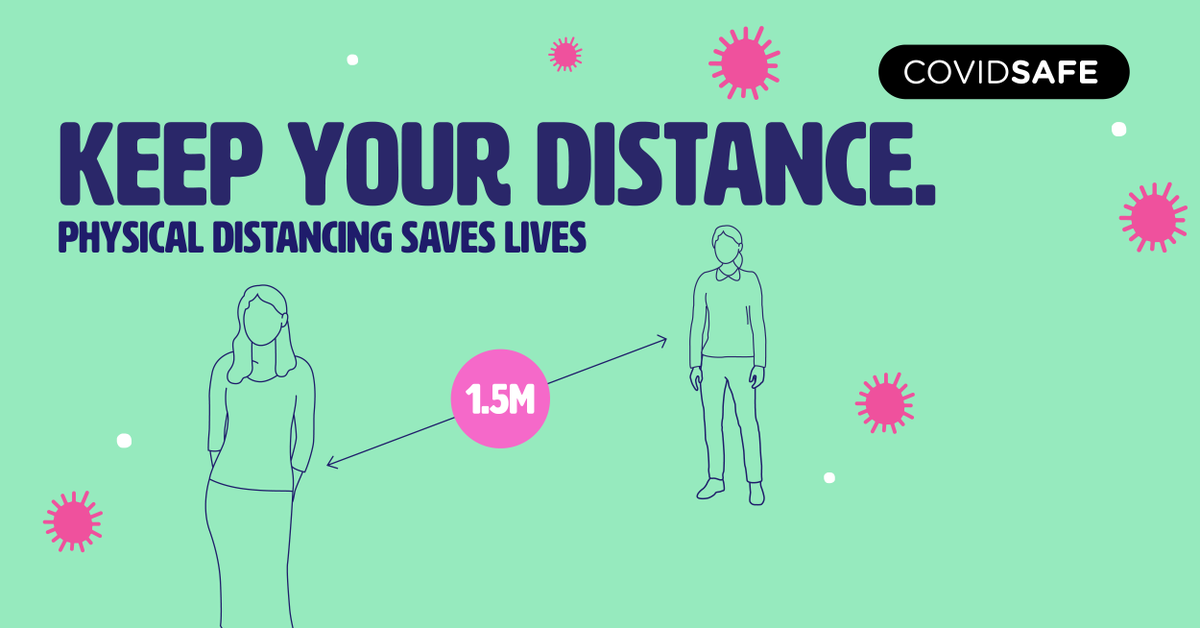 COVIDSAFE
KEEP YOUR DISTANCE.
PHYSICAL DISTANCING SAVES LIVES
1.5M